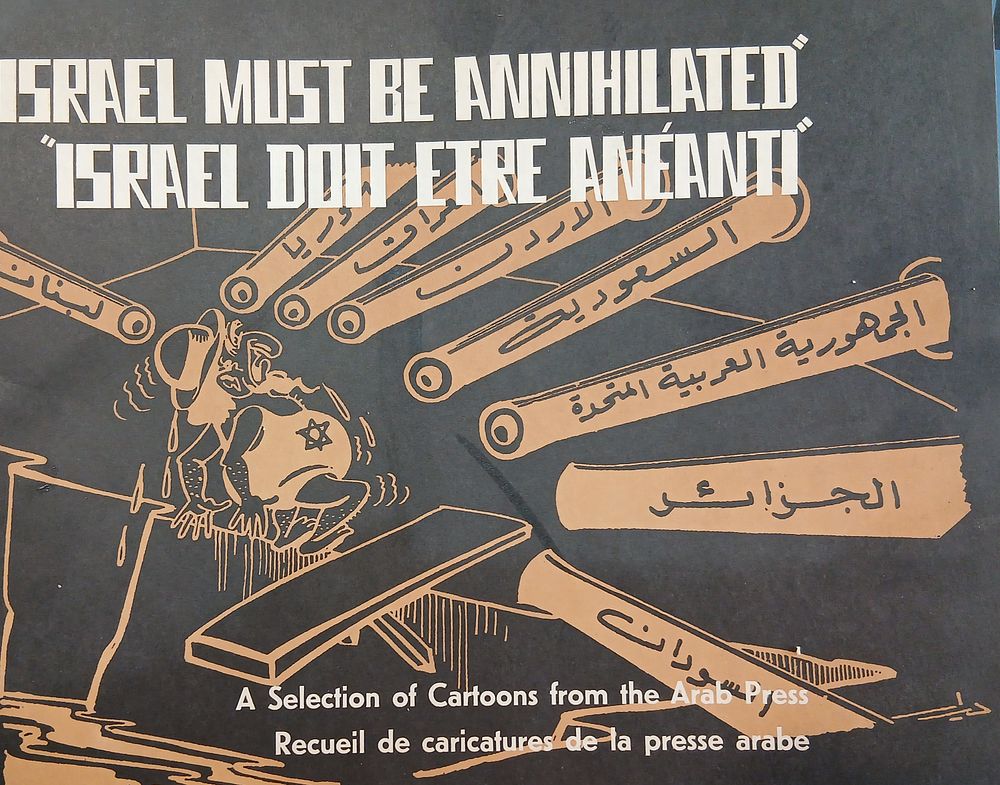 ISRAEL MUST BE ANNIHILATED"
"ISRAEL DOIT ETRE ANÉANTI"
لبنان
الاردن
السعودية
الجمهورية العربية المتحدة
الجزائر
السودان
A Selection of Cartoons from the Arab Press
Recueil de caricatures de la presse arabe